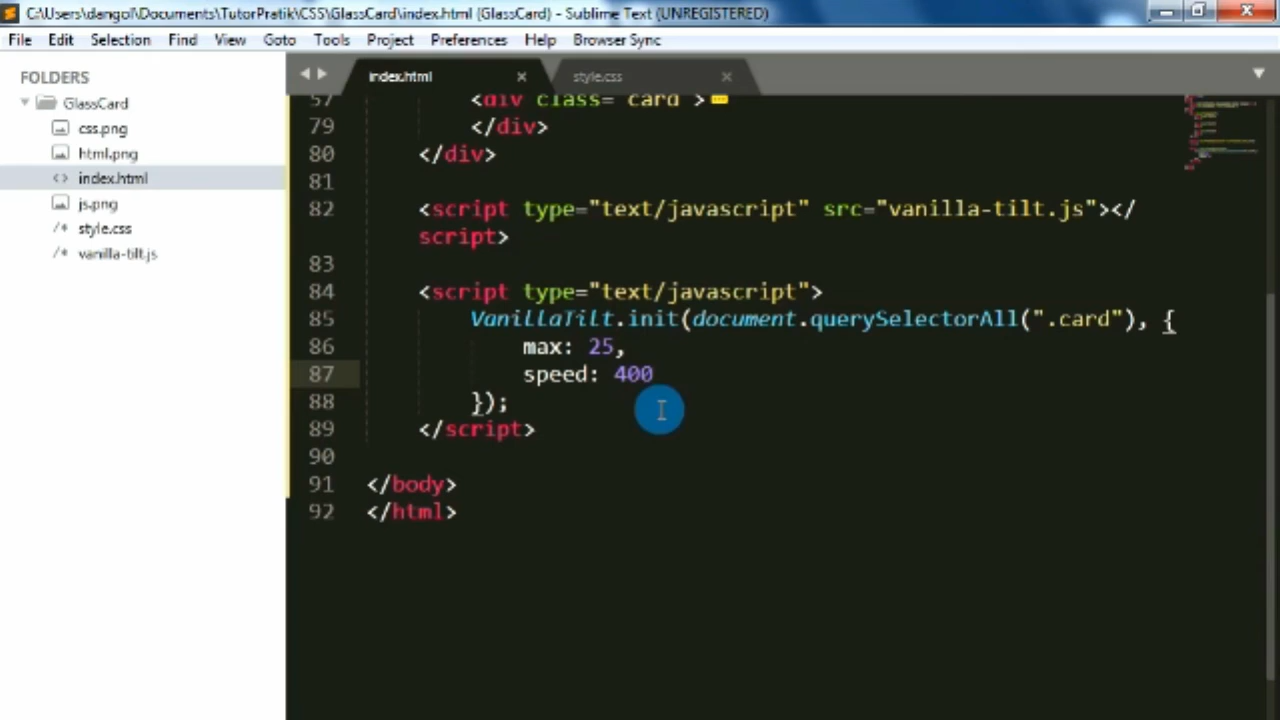 C:\Users\dangol\Documents\TutorPratik\CSS\GlassCard\index.html (GlassCard) - Sublime Text (UNREGISTERED)
File Edit Selection Find View Goto Tools Project Preferences Help Browser Sync
FOLDERS
GlassCard
css.png
html.png
index.html
js.png
style.css
vanilla-tilt.js
index.html
style.css
57 <div class="card">
79 </div>
80 </div>
81
82 <script type="text/javascript" src="vanilla-tilt.js"></
script>
83
84 <script type="text/javascript">
85 VanillaTilt.init(document.querySelectorAll(".card"), {
86 max: 25,
87 speed: 400
88 });
89 </script>
90
91 </body>
92 </html>